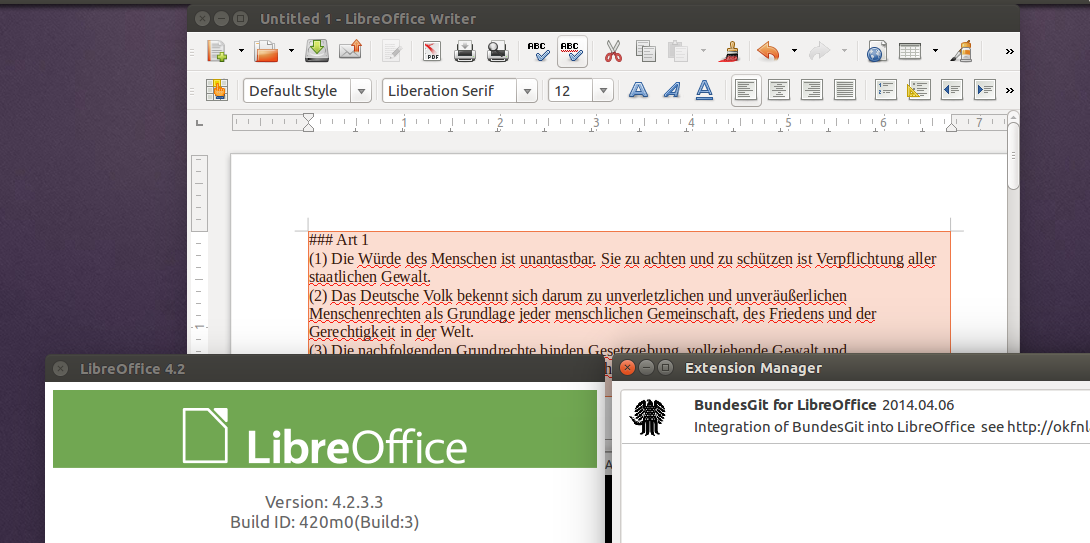 Untitled 1 - LibreOffice Writer
PDF
ABC
ABC
Default Style
Liberation Serif
12
A
A
A
1
2
3
4
5
6
7
### Art 1
(1) Die Würde des Menschen ist unantastbar. Sie zu achten und zu schützen ist Verpflichtung aller
staatlichen Gewalt.
(2) Das Deutsche Volk bekennt sich darum zu unverletzlichen und unveräußerlichen
Menschenrechten als Grundlage jeder menschlichen Gemeinschaft, des Friedens und der
Gerechtigkeit in der Welt.
(3) Die nachfolgenden Grundrechte binden Gesetzgebung, vollziehende Gewalt und
LibreOffice 4.2
LibreOffice
Version: 4.2.3.3
Build ID: 420m0(Build:3)
Extension Manager
BundesGit for LibreOffice 2014.04.06
Integration of BundesGit into LibreOffice see http://okfnl